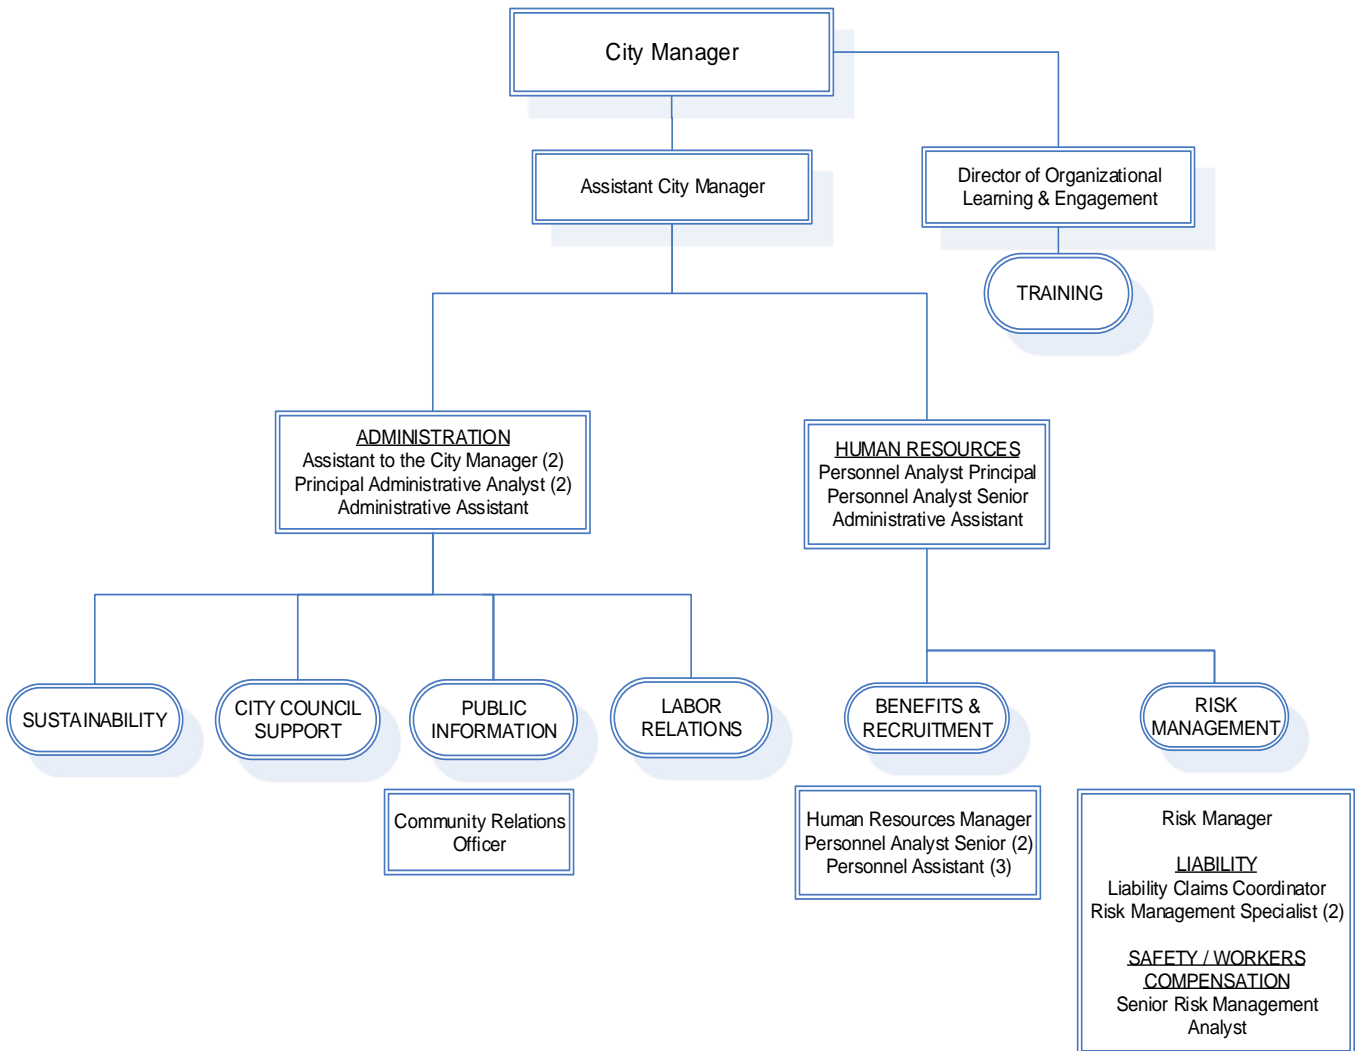 City Manager
Assistant City Manager
Director of Organizational
Learning & Engagement
TRAINING
ADMINISTRATION
Assistant to the City Manager (2)
Principal Administrative Analyst (2)
Administrative Assistant
HUMAN RESOURCES
Personnel Analyst Principal
Personnel Analyst Senior
Administrative Assistant
SUSTAINABILITY
CITY COUNCIL
SUPPORT
PUBLIC
INFORMATION
LABOR
RELATIONS
BENEFITS &
RECRUITMENT
RISK
MANAGEMENT
Community Relations
Officer
Human Resources Manager
Personnel Analyst Senior (2)
Personnel Assistant (3)
Risk Manager
LIABILITY
Liability Claims Coordinator
Risk Management Specialist (2)
SAFETY / WORKERS
COMPENSATION
Senior Risk Management
Analyst